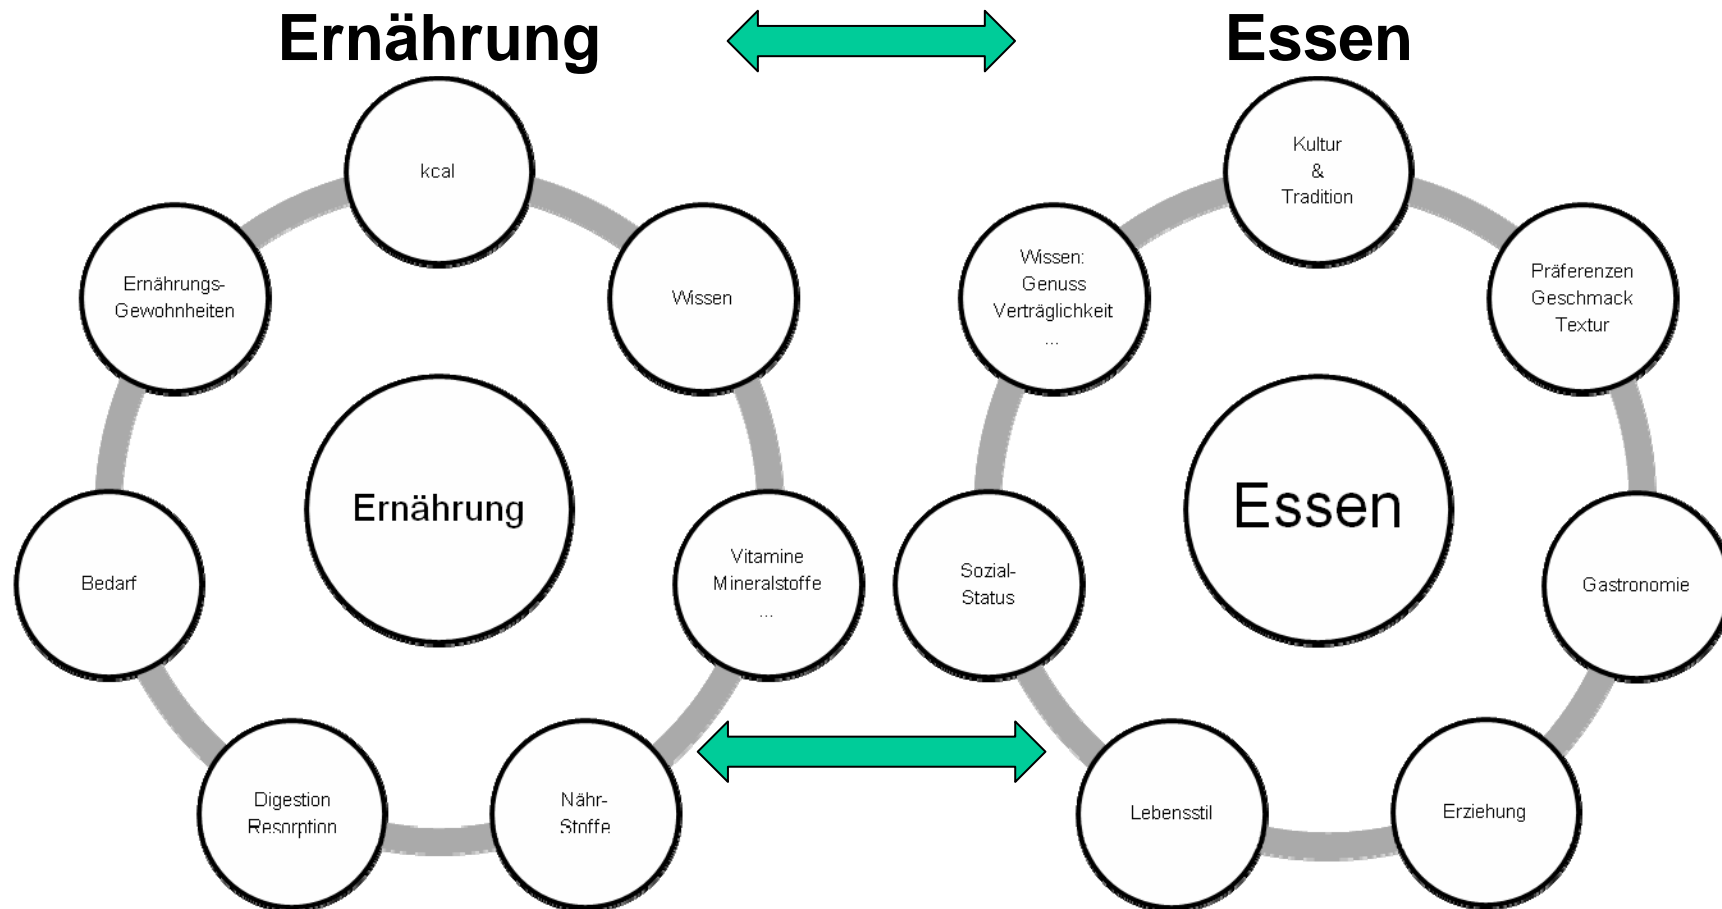 Ernährung
Essen
kcal
Wissen
Vitamine
Mineralstoffe
...
Nähr-
Stoffe
Digestion
Resorption
Bedarf
Ernährungs-
Gewohnheiten
Ernährung
Kultur
&
Tradition
Präferenzen
Geschmack
Textur
Gastronomie
Erziehung
Lebensstil
Sozial-
Status
Wissen:
Genuss
Verträglichkeit
...
Essen